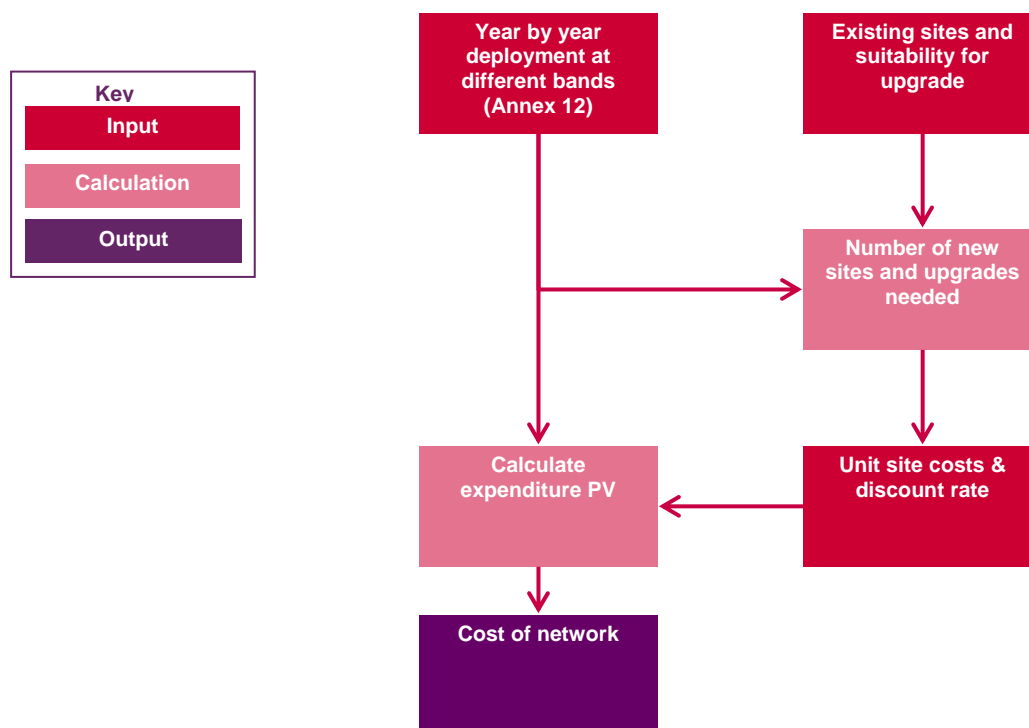 Key
Input
Calculation
Output
Year by year
deployment at
different bands
(Annex 12)
Existing sites and
suitability for
upgrade
Number of new
sites and upgrades
needed
Calculate
expenditure PV
Unit site costs &
discount rate
Cost of network